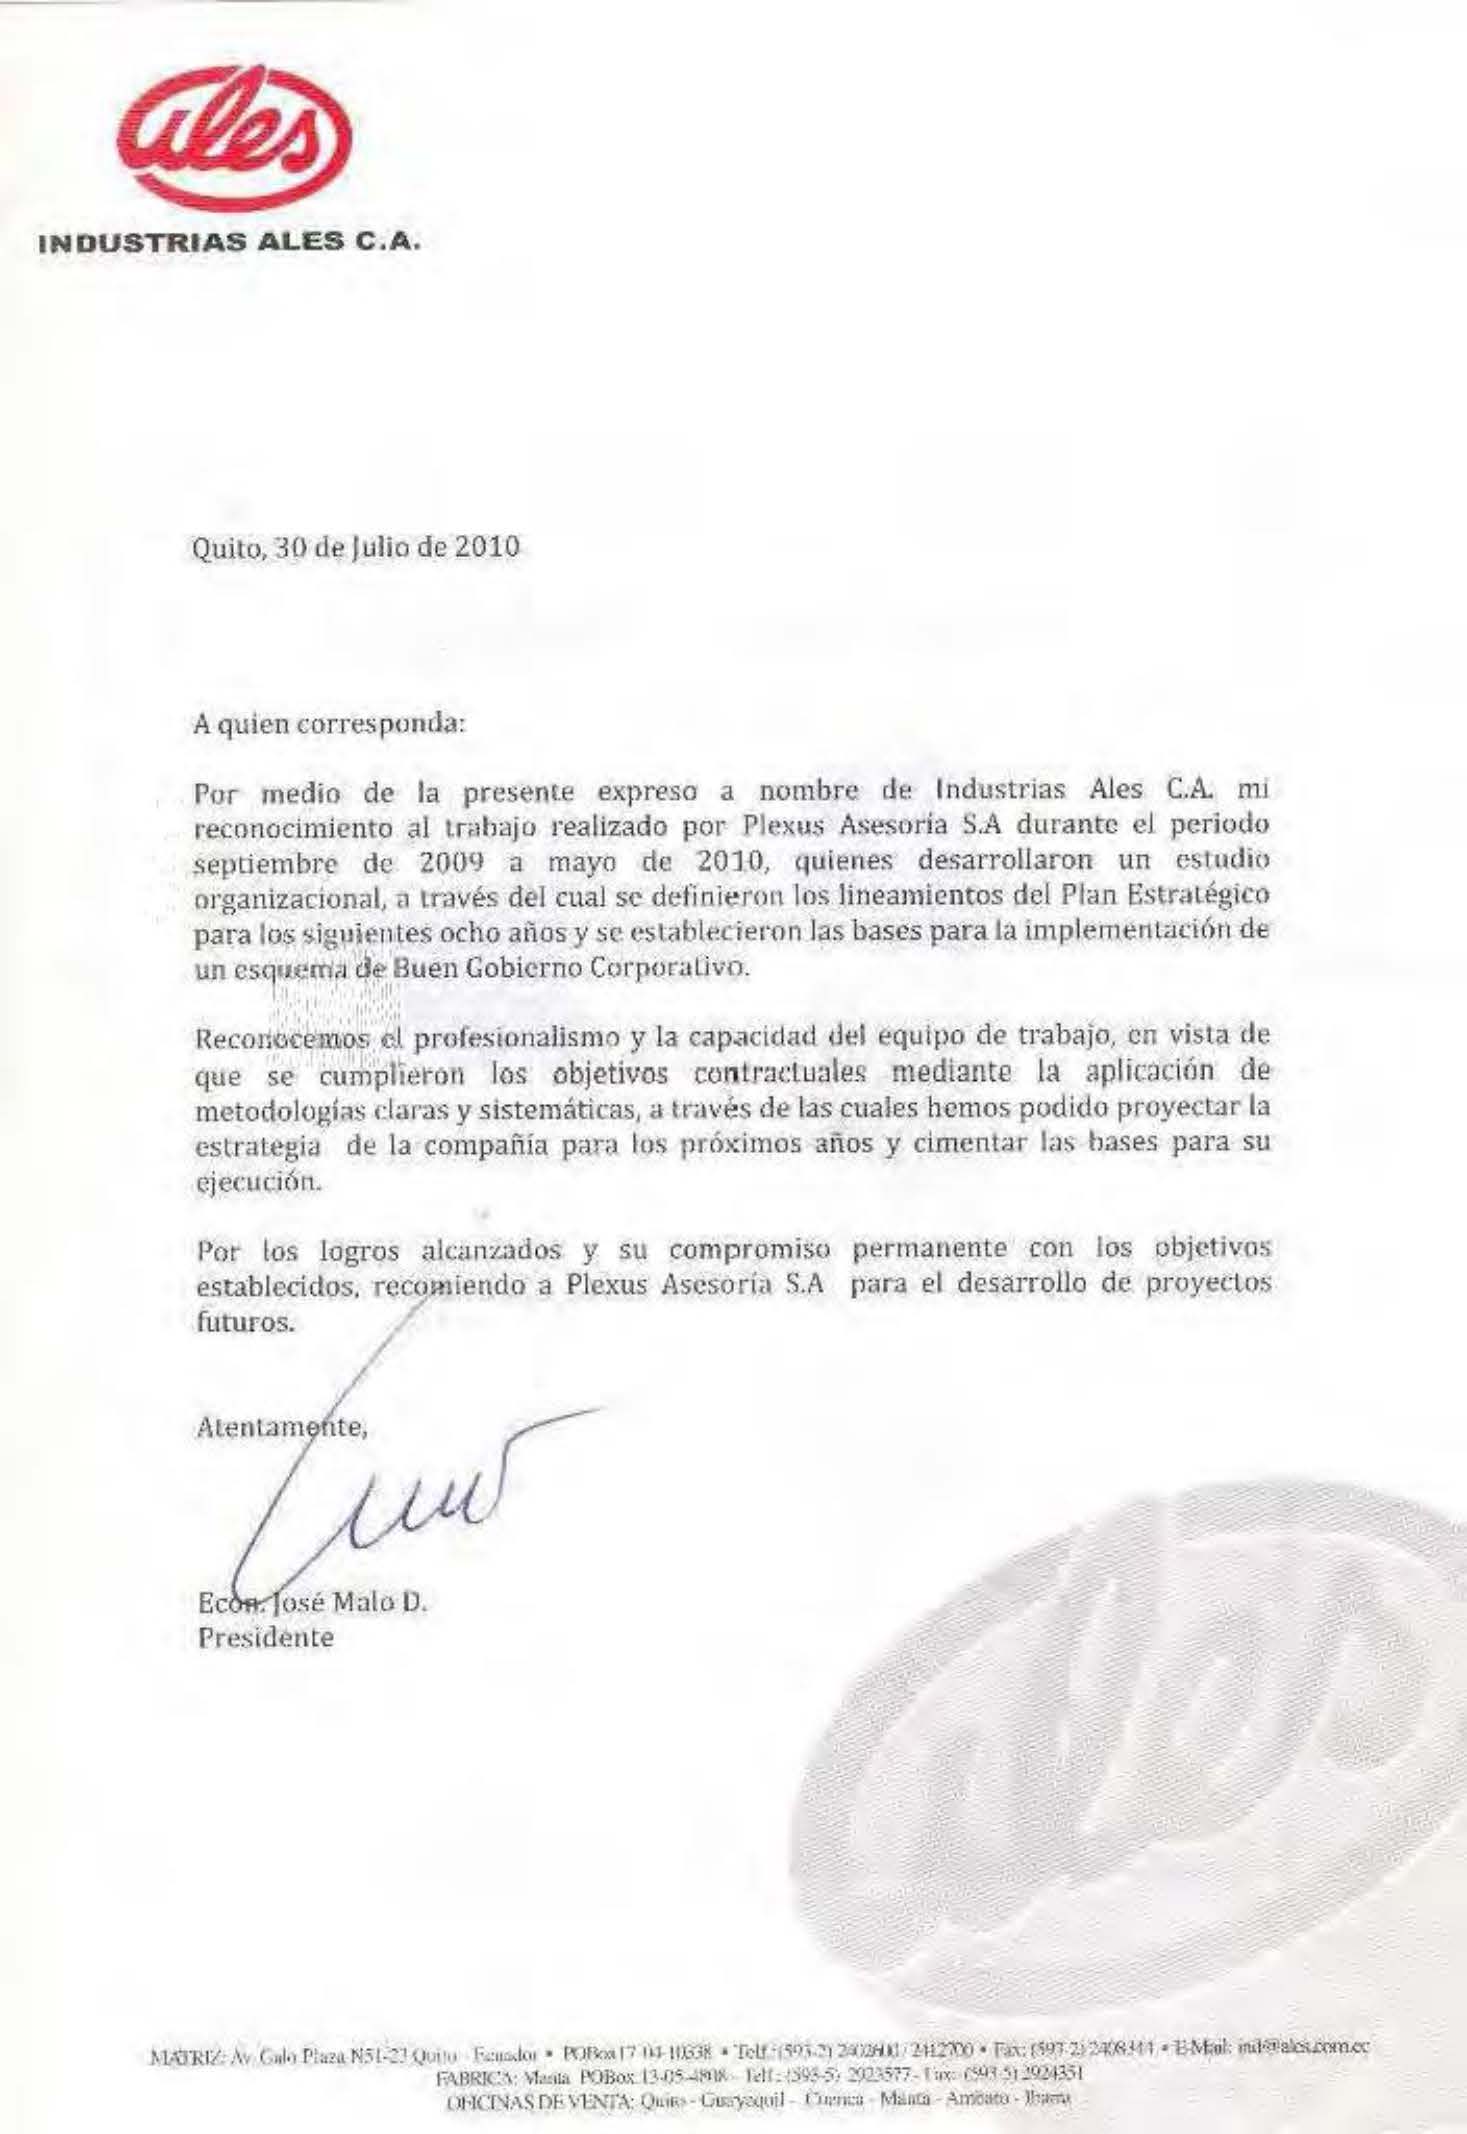 ales
INDUSTRIAS ALES C.A.
Quito, 30 de Julio de 2010
A quien corresponda:
Por medio de la presente expreso a nombre de Industrias Ales C.A. mi
reconocimiento al trabajo realizado por Plexus Asesoría S.A durante el periodo
septiembre de 2009 a mayo de 2010, quienes desarrollaron un estudio
organizacional, a través del cual se definieron los lineamientos del Plan Estratégico
para los siguientes ocho años y se establecieron las bases para la implementación de
un esquema de Buen Gobierno Corporativo.
Reconocemos el profesionalismo y la capacidad del equipo de trabajo, en vista de
que se cumplieron los objetivos contractuales mediante la aplicación de
metodologías claras y sistemáticas, a través de las cuales hemos podido proyectar la
estrategia de la compañía para los próximos años y cimentar las bases para su
ejecución.
Por los logros alcanzados y su compromiso permanente con los objetivos
establecidos, recomiendo a Plexus Asesoría S.A para el desarrollo de proyectos
futuros.
Atentamente,
Econ. José Malo D.
Presidente
ales
MATRIZ: Av. Galo Plaza N51-23 Quito - Ecuador • POBox 17-04-10338 • Telf.:(593-2) 2402600 / 2412700 • Fax: (593-2) 2408344 • E-Mail: ind@ales.com.ec
FABRICA: Manta POBox 13-05-4808 - Telf.: (593-5) 2923577 - Fax: (593-5) 2924351
OFICINAS DE VENTA: Quito - Guayaquil - Cuenca - Manta - Ambato - Ibarra